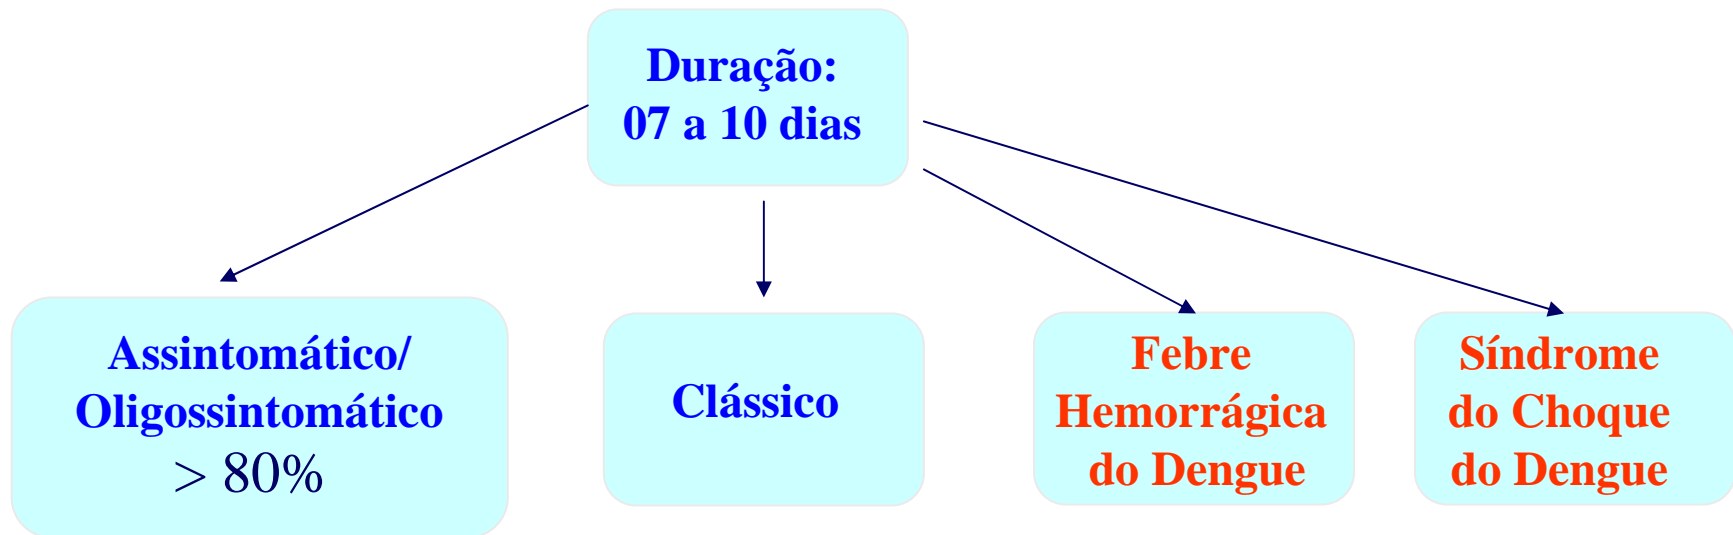 Duração:
07 a 10 dias
Assintomático/
Oligossintomático
> 80%
Clássico
Febre
Hemorrágica
do Dengue
Síndrome
do Choque
do Dengue